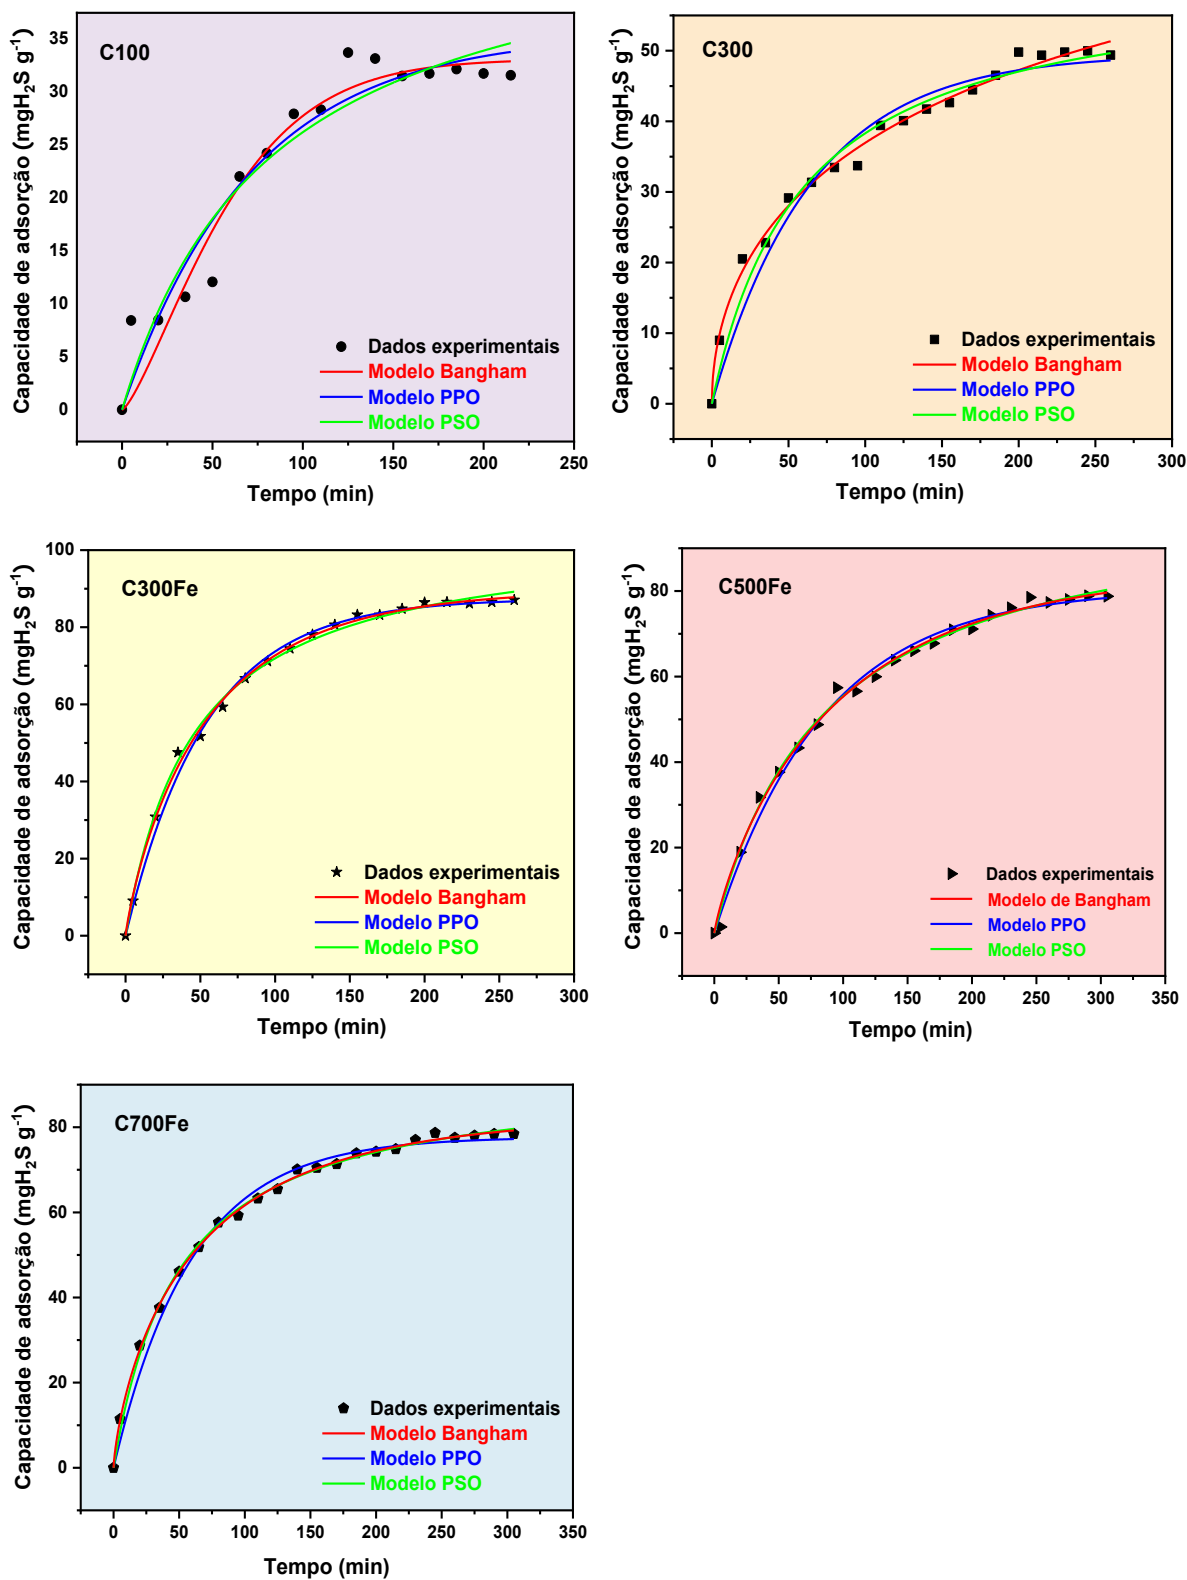 C100
Capacidade de adsorção (mgH₂S g⁻¹)
35
30
25
20
15
10
5
0
Dados experimentais
Modelo Bangham
Modelo PPO
Modelo PSO
0 50 100 150 200 250
Tempo (min)
C300
Capacidade de adsorção (mgH₂S g⁻¹)
50
40
30
20
10
0
Dados experimentais
Modelo Bangham
Modelo PPO
Modelo PSO
0 50 100 150 200 250 300
Tempo (min)
C300Fe
Capacidade de adsorção (mgH₂S g⁻¹)
100
80
60
40
20
0
Dados experimentais
Modelo Bangham
Modelo PPO
Modelo PSO
0 50 100 150 200 250 300
Tempo (min)
C500Fe
Capacidade de adsorção (mgH₂S g⁻¹)
80
60
40
20
0
Dados experimentais
Modelo de Bangham
Modelo PPO
Modelo PSO
0 50 100 150 200 250 300 350
Tempo (min)
C700Fe
Capacidade de adsorção (mgH₂S g⁻¹)
80
60
40
20
0
Dados experimentais
Modelo Bangham
Modelo PPO
Modelo PSO
0 50 100 150 200 250 300 350
Tempo (min)